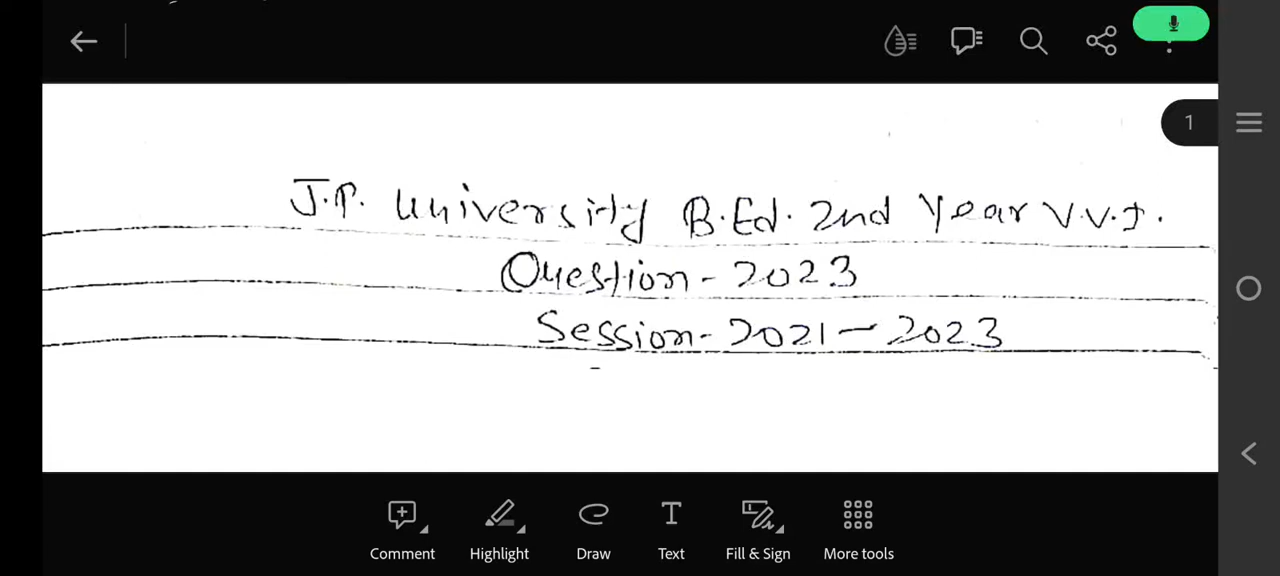 1
J.P. University B.Ed. 2nd Year V.V.I.
Question - 2023
Session - 2021 - 2023
Comment
Highlight
Draw
Text
Fill & Sign
More tools